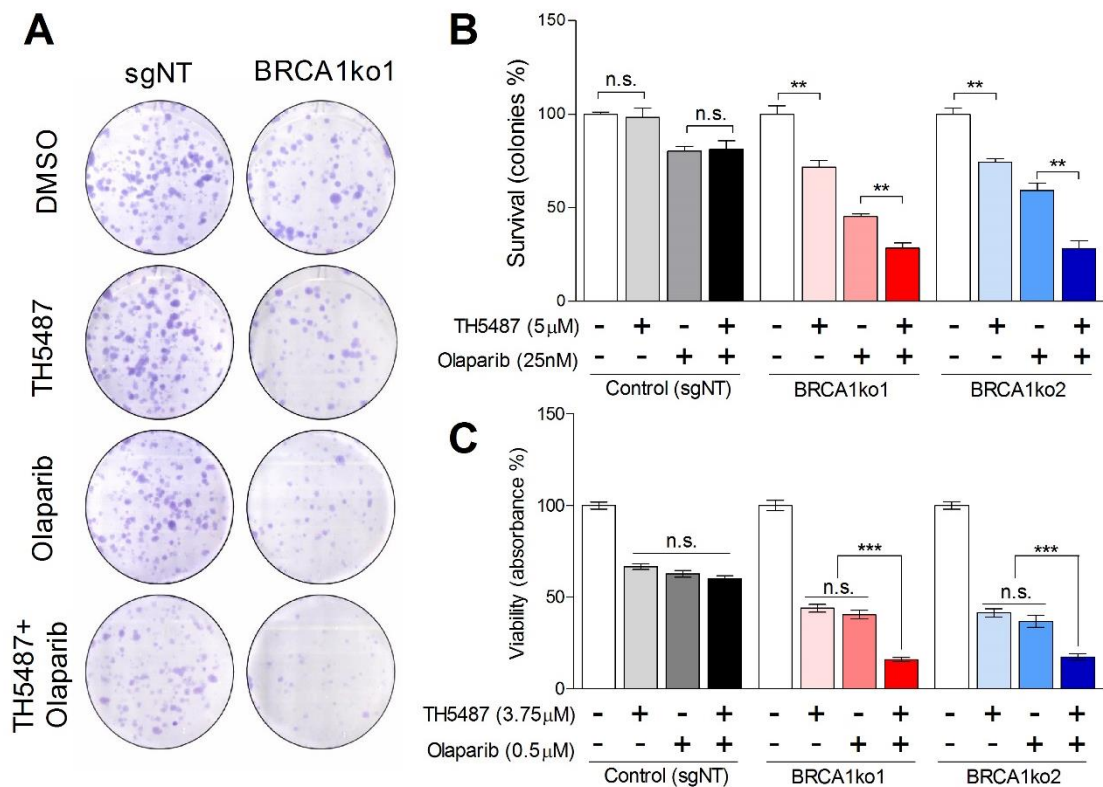 A
sgNT BRCA1ko1
DMSO
TH5487
Olaparib
TH5487+
Olaparib
B
Survival (colonies %)
150
100
50
0
n.s.
n.s.
**
**
**
**
TH5487 (5μM) - + - + - + - + - + - +
Olaparib (25nM) - - + + - - + + - - + +
Control (sgNT) BRCA1ko1 BRCA1ko2
C
Viability (absorbance %)
150
100
50
0
n.s.
n.s.
***
n.s.
***
TH5487 (3.75μM) - + - + - + - + - + - +
Olaparib (0.5μM) - - + + - - + + - - + +
Control (sgNT) BRCA1ko1 BRCA1ko2